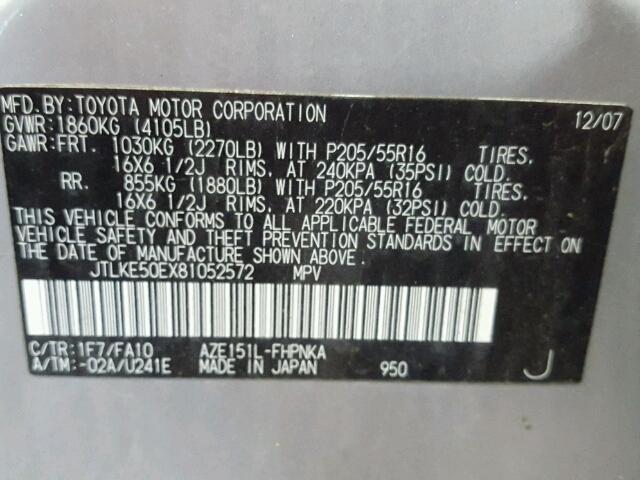 MFD.BY:TOYOTA MOTOR CORPORATION 12/07
GVWR:1860KG (4105LB)
GAWR:FRT. 1030KG (2270LB) WITH P205/55R16 TIRES,
16X6 1/2J RIMS, AT 240KPA (35PSI) COLD.
RR. 855KG (1880LB) WITH P205/55R16 TIRES,
16X6 1/2J RIMS, AT 220KPA (32PSI) COLD.
THIS VEHICLE CONFORMS TO ALL APPLICABLE FEDERAL MOTOR
VEHICLE SAFETY AND THEFT PREVENTION STANDARDS IN EFFECT ON
THE DATE OF MANUFACTURE SHOWN ABOVE.
JTLKE50EX81052572 MPV
C/TR:1F7/FA10 AZE151L-FHPNKA
A/TM:-02A/U241E MADE IN JAPAN 950 J